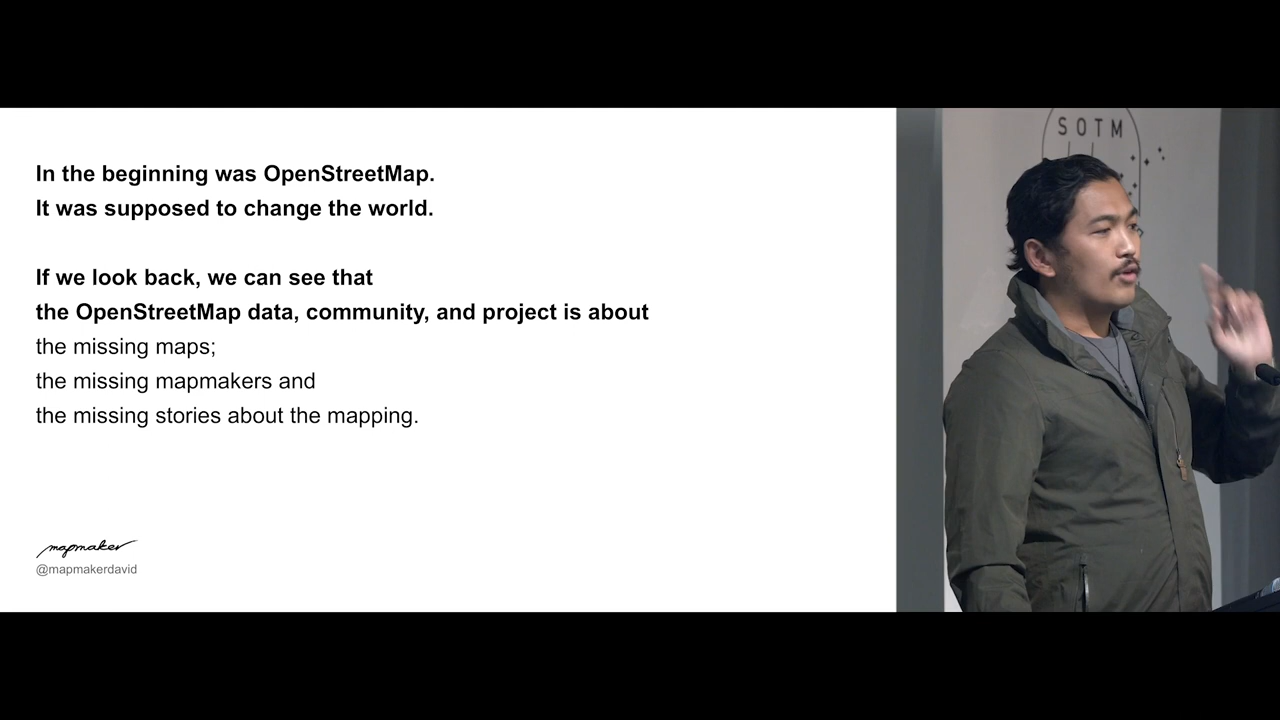 In the beginning was OpenStreetMap.
It was supposed to change the world.
If we look back, we can see that
the OpenStreetMap data, community, and project is about
the missing maps;
the missing mapmakers and
the missing stories about the mapping.
mapmaker
@mapmakerdavid
SOTM